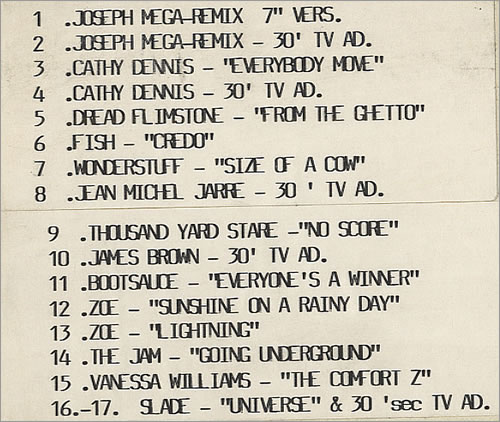 1 .JOSEPH MEGA-REMIX 7" VERS.
2 .JOSEPH MEGA-REMIX - 30' TV AD.
3 .CATHY DENNIS - "EVERYBODY MOVE"
4 .CATHY DENNIS - 30' TV AD.
5 .DREAD FLIMSTONE - "FROM THE GHETTO"
6 .FISH - "CREDO"
7 .WONDERSTUFF - "SIZE OF A COW"
8 .JEAN MICHEL JARRE - 30 ' TV AD.
9 .THOUSAND YARD STARE -"NO SCORE"
10 .JAMES BROWN - 30' TV AD.
11 .BOOTSAUCE - "EVERYONE'S A WINNER"
12 .ZOE - "SUNSHINE ON A RAINY DAY"
13 .ZOE - "LIGHTNING"
14 .THE JAM - "GOING UNDERGROUND"
15 .VANESSA WILLIAMS - "THE COMFORT Z"
16.-17. SLADE - "UNIVERSE" & 30 'sec TV AD.